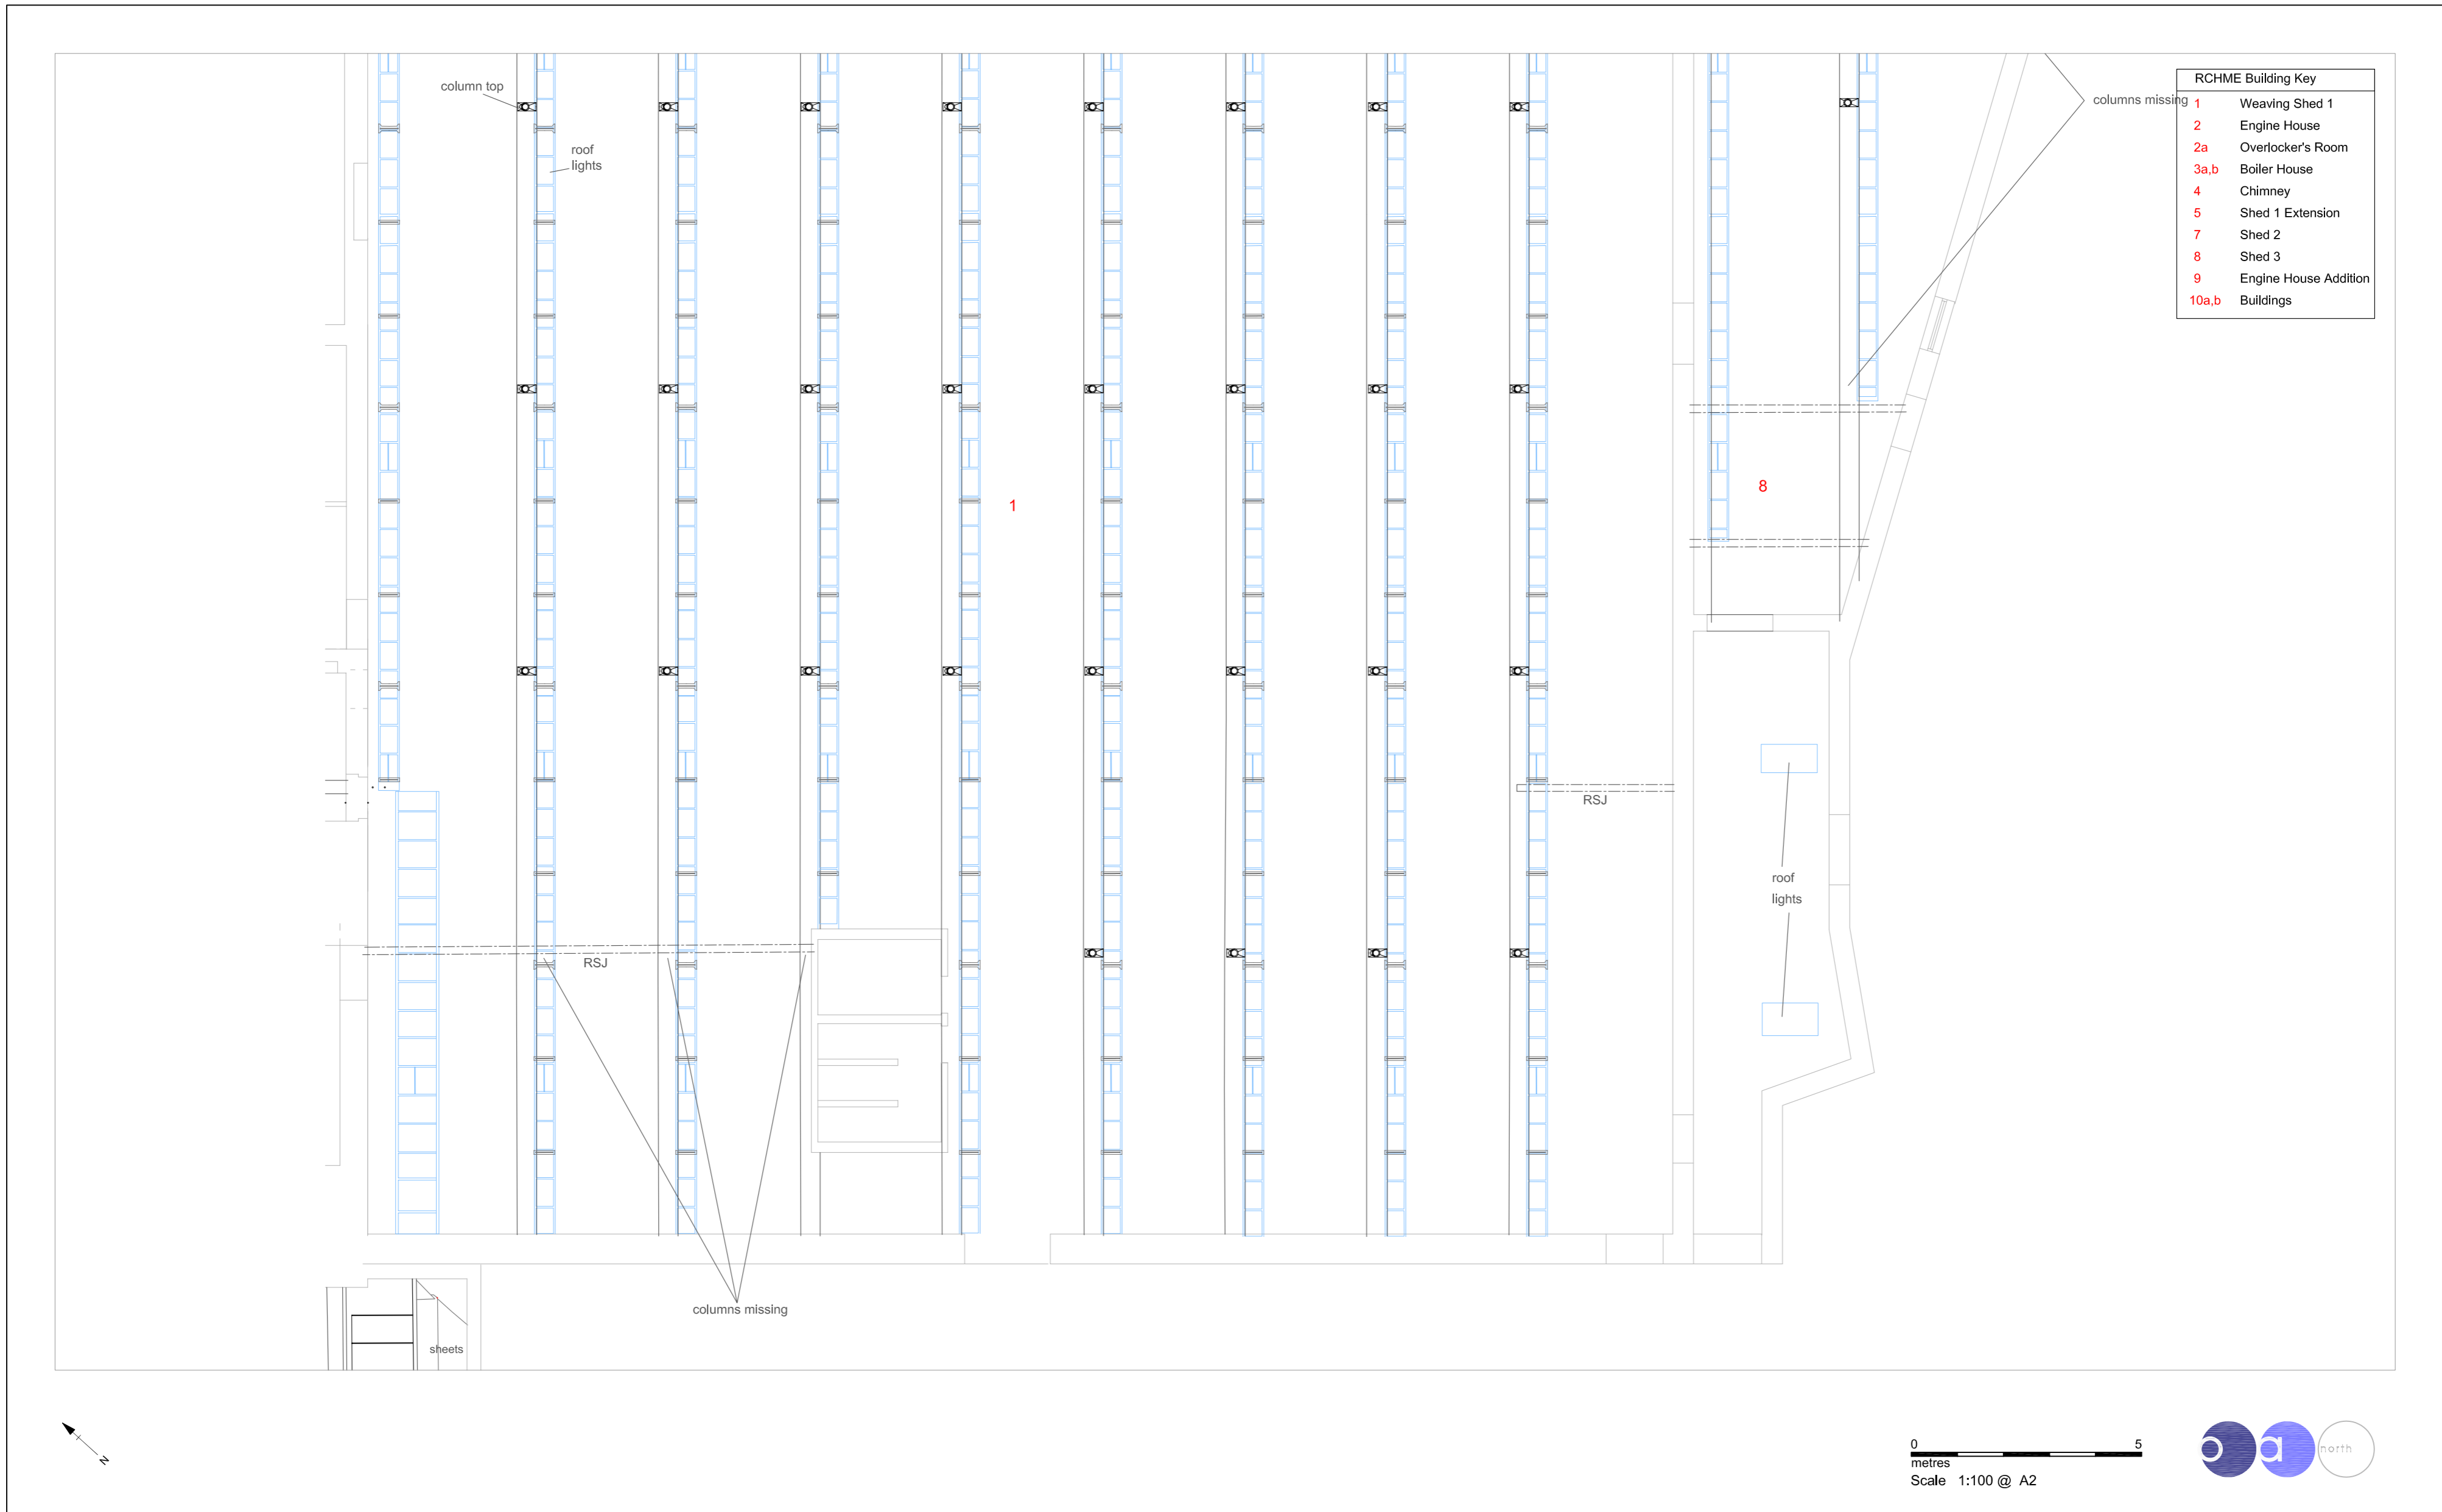 column top
roof
lights
columns missing
RCHME Building Key
1 Weaving Shed 1
2 Engine House
2a Overlocker's Room
3a,b Boiler House
4 Chimney
5 Shed 1 Extension
7 Shed 2
8 Shed 3
9 Engine House Addition
10a,b Buildings
1
8
RSJ
roof
lights
RSJ
columns missing
sheets
N
0 5
metres
Scale 1:100 @ A2
oa north